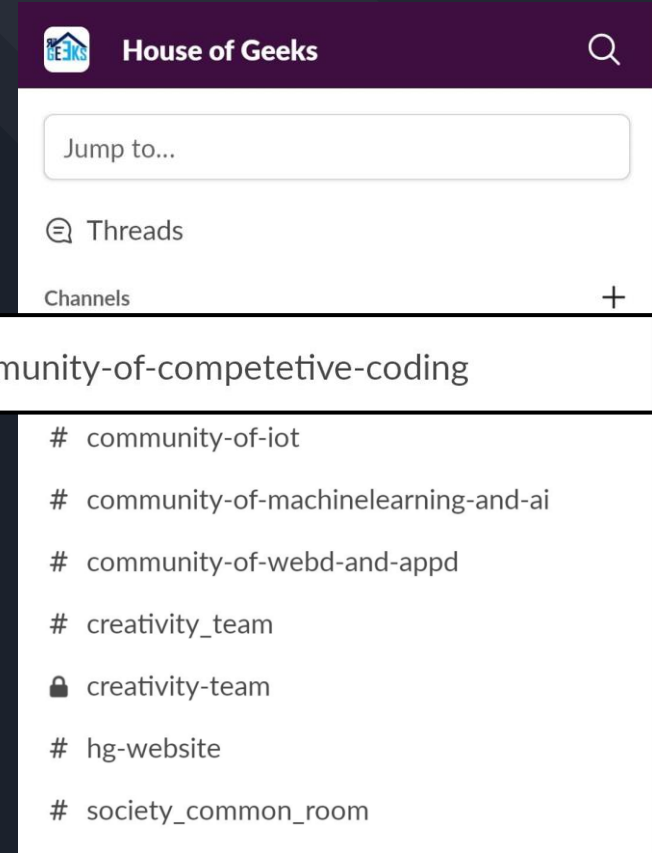 GEEKS
House of Geeks
Jump to...
Threads
Channels
munity-of-competetive-coding
# community-of-iot
# community-of-machinelearning-and-ai
# community-of-webd-and-appd
# creativity_team
creativity-team
# hg-website
# society_common_room